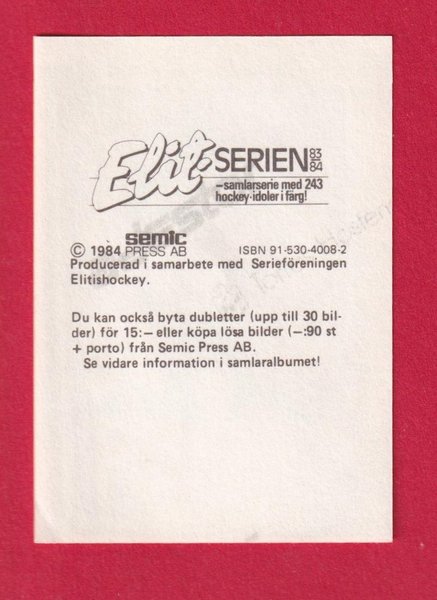 Elit-SERIEN 83 84
-samlarserie med 243
hockey-idoler i färg!
semic
© 1984 PRESS AB ISBN 91-530-4008-2
Producerad i samarbete med Serieföreningen
Elitishockey.
Du kan också byta dubletter (upp till 30 bil-
der) för 15:— eller köpa lösa bilder (—:90 st
+ porto) från Semic Press AB.
Se vidare information i samlaralbumet!